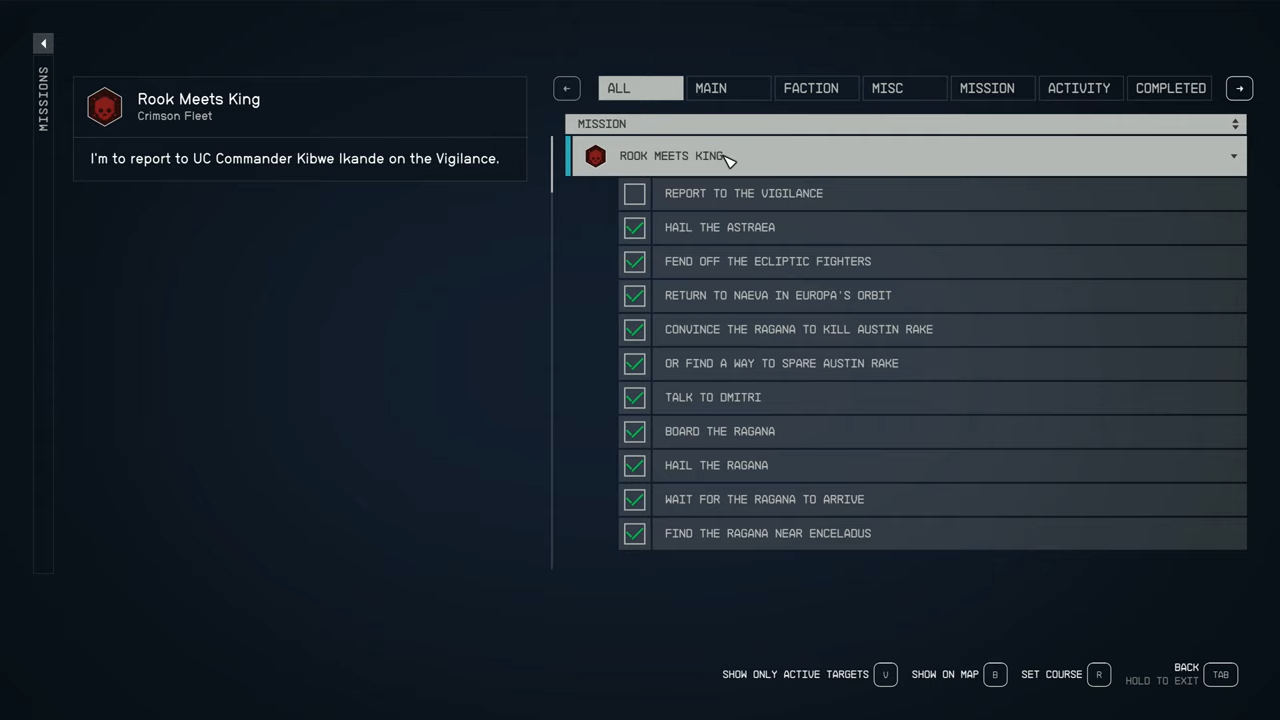 MISSIONS
Rook Meets King
Crimson Fleet
I'm to report to UC Commander Kibwe Ikande on the Vigilance.
ALL MAIN FACTION MISC MISSION ACTIVITY COMPLETED
MISSION
ROOK MEETS KING
REPORT TO THE VIGILANCE
HAIL THE ASTRAEA
FEND OFF THE ECLIPTIC FIGHTERS
RETURN TO NAEVA IN EUROPA'S ORBIT
CONVINCE THE RAGANA TO KILL AUSTIN RAKE
OR FIND A WAY TO SPARE AUSTIN RAKE
TALK TO DMITRI
BOARD THE RAGANA
HAIL THE RAGANA
WAIT FOR THE RAGANA TO ARRIVE
FIND THE RAGANA NEAR ENCELADUS
SHOW ONLY ACTIVE TARGETS V SHOW ON MAP B SET COURSE R BACK TAB
HOLD TO EXIT